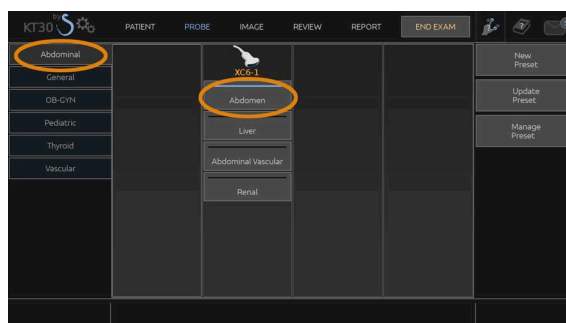 KT30 by S
PATIENT PROBE IMAGE REVIEW REPORT END EXAM
Abdominal
General
OB-GYN
Pediatric
Thyroid
Vascular
XC6-1
Abdomen
Liver
Abdominal Vascular
Renal
New
Preset
Update
Preset
Manage
Preset